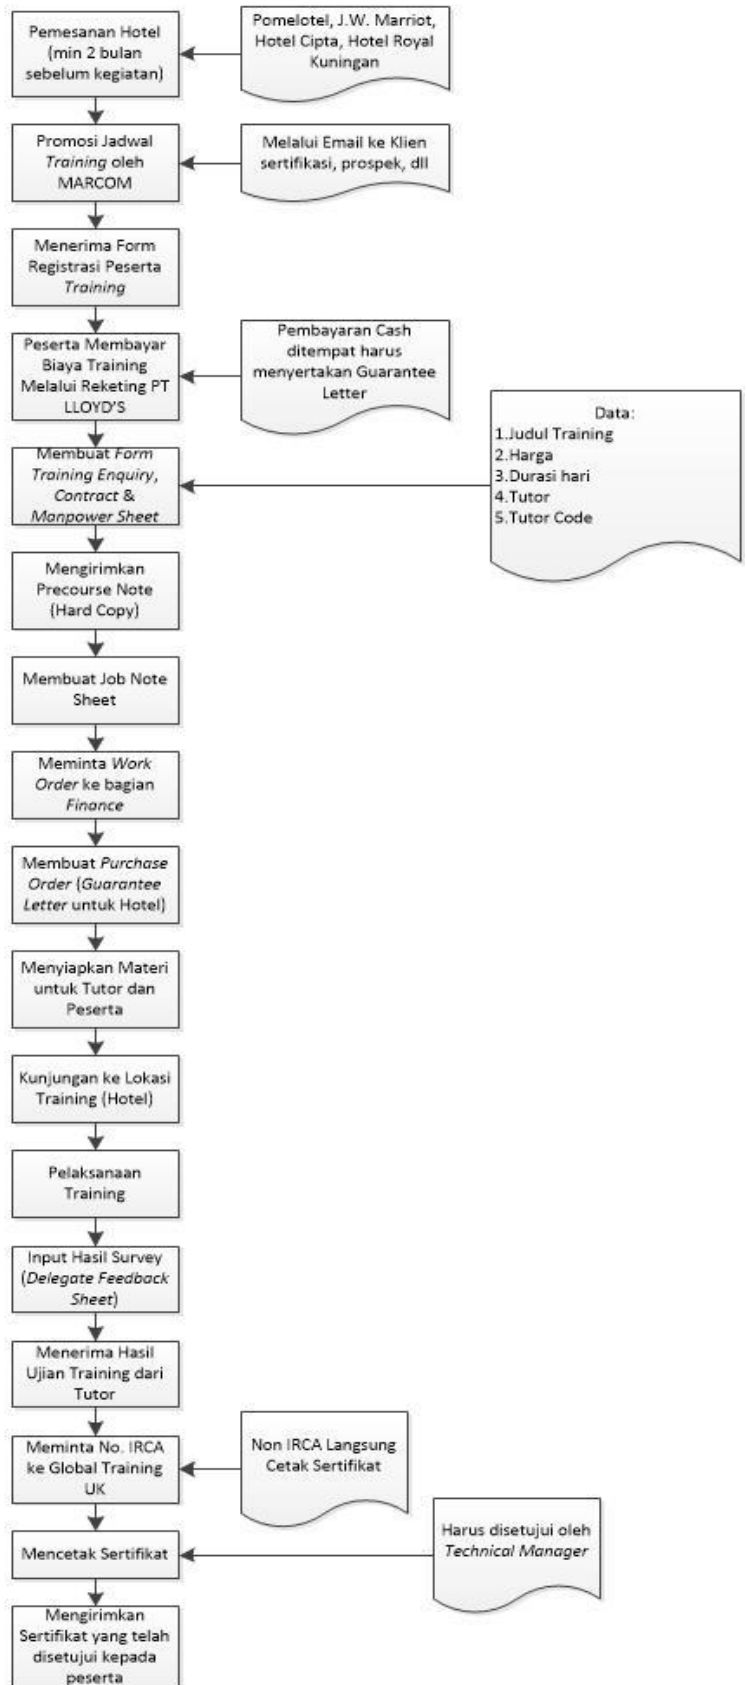 Pemesanan Hotel
(min 2 bulan
sebelum kegiatan)
Pomelotel, J.W. Marriot,
Hotel Cipta, Hotel Royal
Kuningan
Promosi Jadwal
Training oleh
MARCOM
Melalui Email ke Klien
sertifikasi, prospek, dll
Menerima Form
Registrasi Peserta
Training
Peserta Membayar
Biaya Training
Melalui Reketing PT
LLOYD'S
Pembayaran Cash
ditempat harus
menyertakan Guarantee
Letter
Membuat Form
Training Enquiry,
Contract &
Manpower Sheet
Data:
1.Judul Training
2.Harga
3.Durasi hari
4.Tutor
5.Tutor Code
Mengirimkan
Precourse Note
(Hard Copy)
Membuat Job Note
Sheet
Meminta Work
Order ke bagian
Finance
Membuat Purchase
Order (Guarantee
Letter untuk Hotel)
Menyiapkan Materi
untuk Tutor dan
Peserta
Kunjungan ke Lokasi
Training (Hotel)
Pelaksanaan
Training
Input Hasil Survey
(Delegate Feedback
Sheet)
Menerima Hasil
Ujian Training dari
Tutor
Meminta No. IRCA
ke Global Training
UK
Non IRCA Langsung
Cetak Sertifikat
Mencetak Sertifikat
Harus disetujui oleh
Technical Manager
Mengirimkan
Sertifikat yang telah
disetujui kepada
peserta